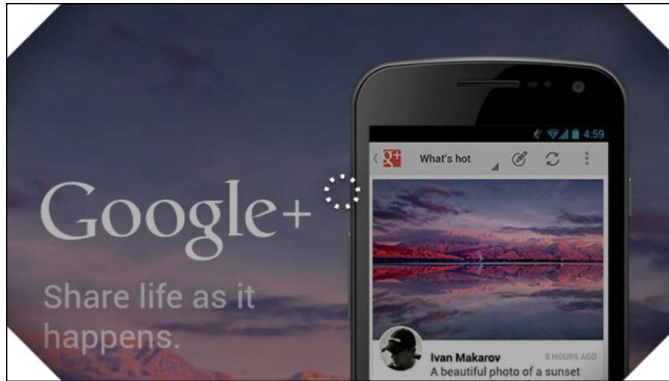 4:59
g+ What's hot
Google+
Share life as it
happens.
Ivan Makarov 8 HOURS AGO
A beautiful photo of a sunset